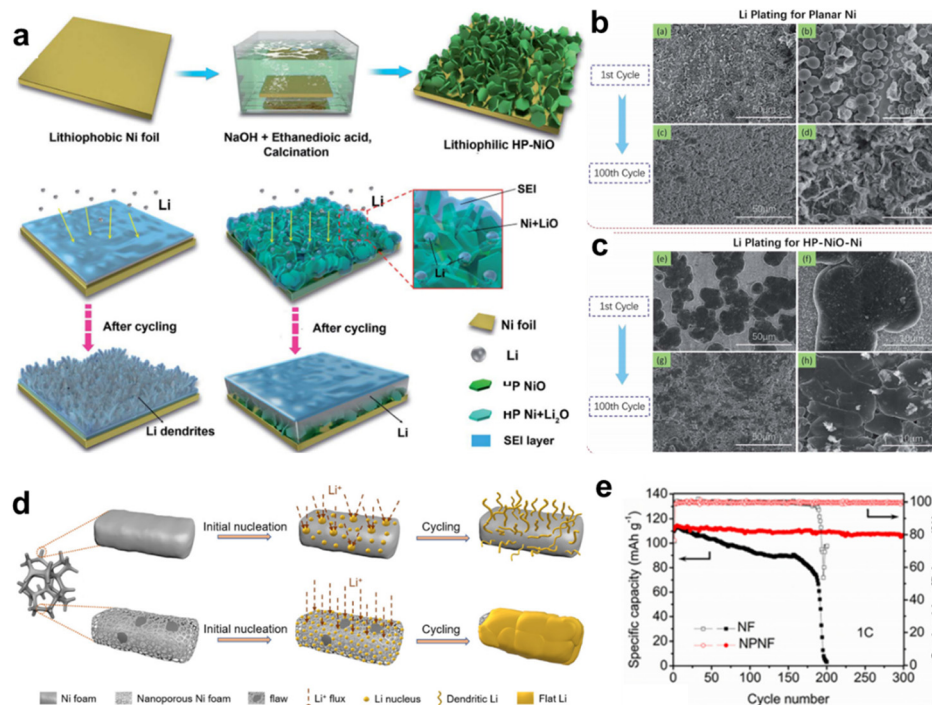 a
Lithiophobic Ni foil
NaOH + Ethanedioic acid,
Calcination
Lithiophilic HP-NiO
Li
Li
SEI
Ni+LiO
Li
After cycling
After cycling
Li dendrites
Li
Ni foil
Li
HP NiO
HP Ni+Li₂O
SEI layer
b
Li Plating for Planar Ni
1st Cycle
100th Cycle
(a)
50μm
(b)
10μm
(c)
50μm
(d)
10μm
c
Li Plating for HP-NiO-Ni
1st Cycle
100th Cycle
(e)
50μm
(f)
10μm
(g)
50μm
(h)
10μm
d
Initial nucleation
Li⁺
Cycling
Initial nucleation
Li⁺
Cycling
Ni foam
Nanoporous Ni foam
flaw
Li⁺ flux
Li nucleus
Dendritic Li
Flat Li
e
Specific capacity (mAh g⁻¹)
140
120
100
80
60
40
20
0
100
80
60
40
20
0
NF
NPNF
1C
0
50
100
150
200
250
300
Cycle number